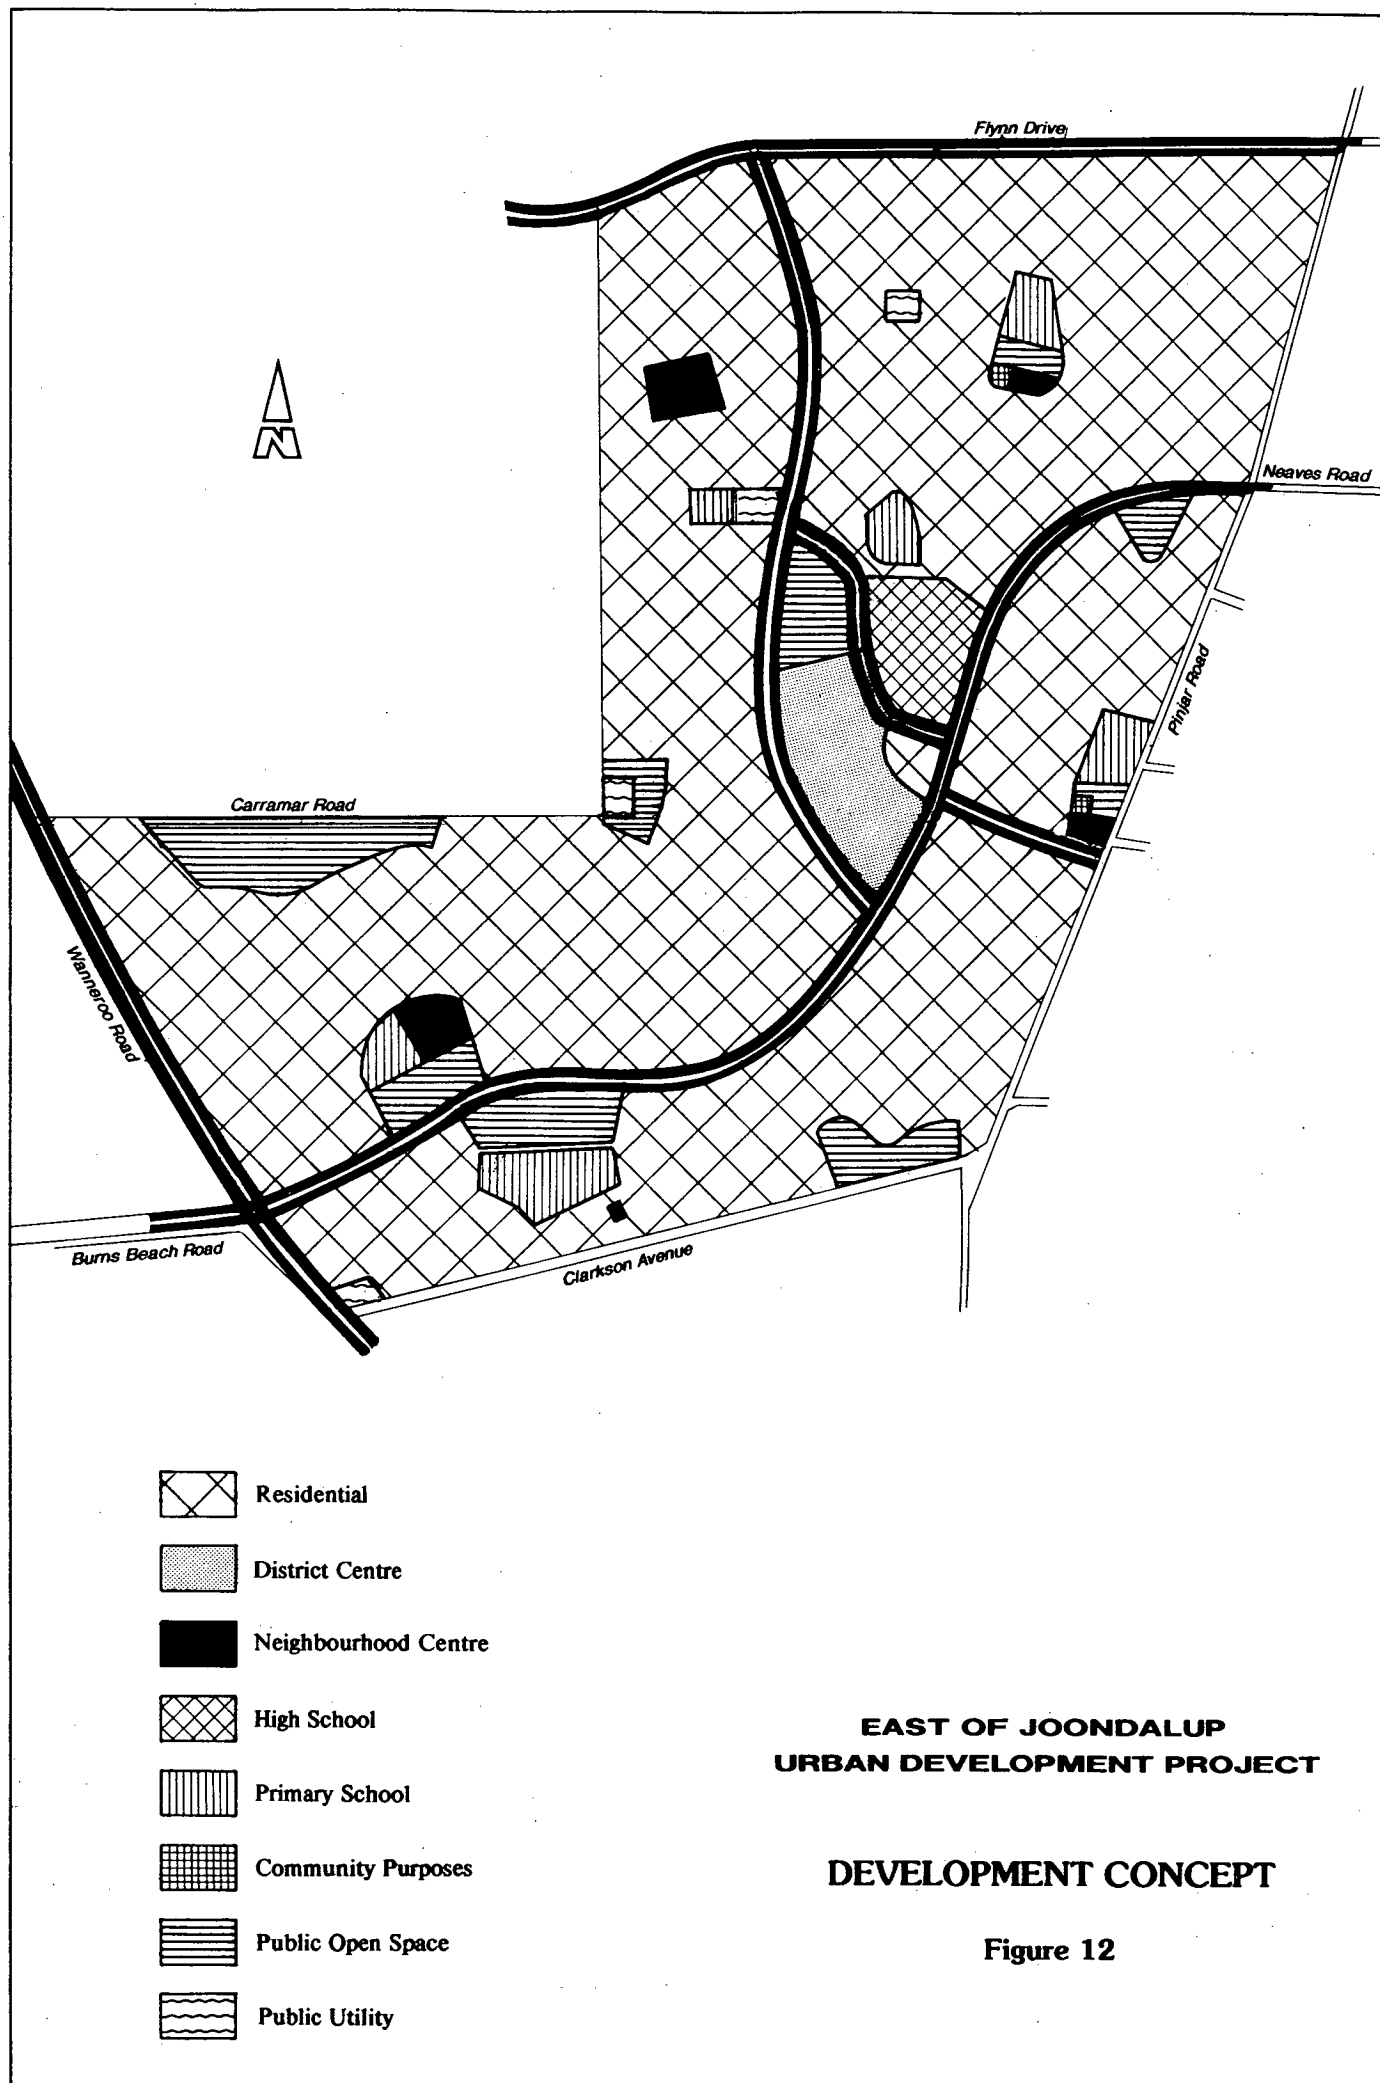 Flynn Drive
N
Neaves Road
Pinjar Road
Carramar Road
Wanneroo Road
Burns Beach Road
Clarkson Avenue
Residential
District Centre
Neighbourhood Centre
High School
Primary School
Community Purposes
Public Open Space
Public Utility
EAST OF JOONDALUP
URBAN DEVELOPMENT PROJECT
DEVELOPMENT CONCEPT
Figure 12